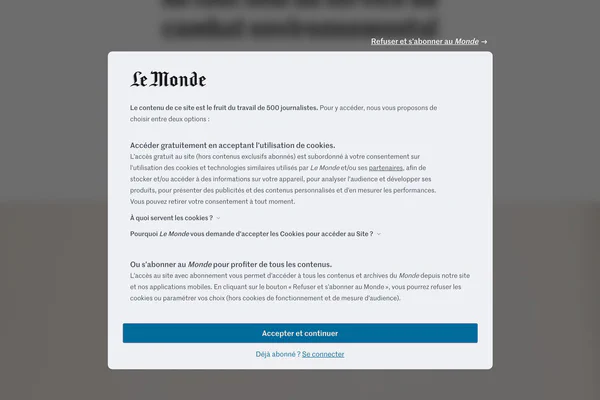 combat environnemental
Refuser et s'abonner au Monde →
Le Monde
Le contenu de ce site est le fruit du travail de 500 journalistes. Pour y accéder, nous vous proposons de
choisir entre deux options :
Accéder gratuitement en acceptant l'utilisation de cookies.
L'accès gratuit au site (hors contenus exclusifs abonnés) est subordonné à votre consentement sur
l'utilisation des cookies et technologies similaires utilisés par Le Monde et/ou ses partenaires, afin de
stocker et/ou accéder à des informations sur votre appareil, pour analyser l'audience et développer ses
produits, pour présenter des publicités et des contenus personnalisés et d'en mesurer les performances.
Vous pouvez retirer votre consentement à tout moment.
À quoi servent les cookies ?
Pourquoi Le Monde vous demande d'accepter les Cookies pour accéder au Site ?
Ou s'abonner au Monde pour profiter de tous les contenus.
L'accès au site avec abonnement vous permet d'accéder à tous les contenus et archives du Monde depuis notre site
et nos applications mobiles. En cliquant sur le bouton « Refuser et s'abonner au Monde », vous pourrez refuser les
cookies ou paramétrer vos choix (hors cookies de fonctionnement et de mesure d'audience).
Accepter et continuer
Déjà abonné ? Se connecter